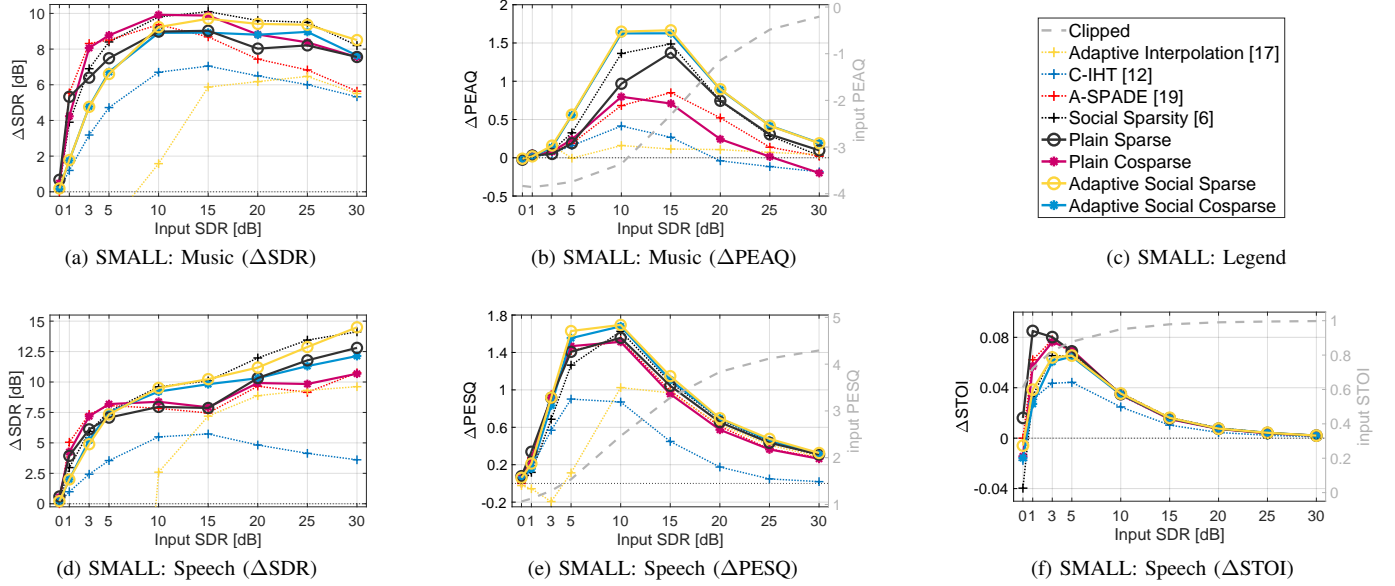 10
8
6
4
2
0
ΔSDR [dB]
0 1 3 5 10 15 20 25 30
Input SDR [dB]
(a) SMALL: Music (ΔSDR)
2
1.5
1
0.5
0
-0.5
ΔPEAQ
0
-1
-2
-3
-4
input PEAQ
0 1 3 5 10 15 20 25 30
Input SDR [dB]
(b) SMALL: Music (ΔPEAQ)
Clipped
Adaptive Interpolation [17]
C-IHT [12]
A-SPADE [19]
Social Sparsity [6]
Plain Sparse
Plain Cosparse
Adaptive Social Sparse
Adaptive Social Cosparse
(c) SMALL: Legend
15
12.5
10
7.5
5
2.5
0
ΔSDR [dB]
0 1 3 5 10 15 20 25 30
Input SDR [dB]
(d) SMALL: Speech (ΔSDR)
1.8
1.4
1
0.6
0.2
-0.2
ΔPESQ
5
4
3
2
1
input PESQ
0 1 3 5 10 15 20 25 30
Input SDR [dB]
(e) SMALL: Speech (ΔPESQ)
0.08
0.04
0
-0.04
ΔSTOI
1
0.8
0.6
0.4
0.2
0
input STOI
0 1 3 5 10 15 20 25 30
Input SDR [dB]
(f) SMALL: Speech (ΔSTOI)